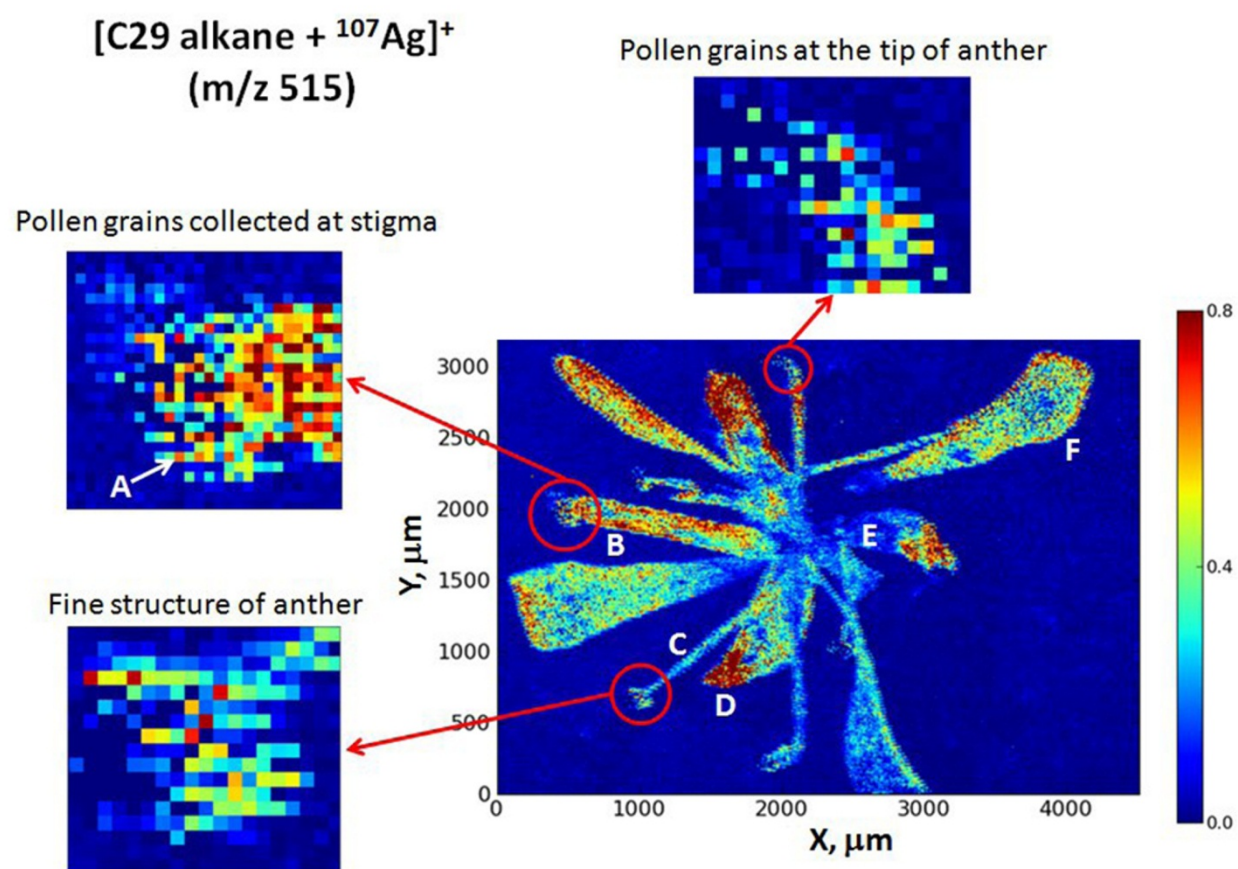 [C29 alkane + ¹⁰⁷Ag]⁺
(m/z 515)
Pollen grains at the tip of anther
Pollen grains collected at stigma
A
Fine structure of anther
3000
2500
2000
1500
1000
500
0
Y, μm
0
1000
2000
3000
4000
X, μm
B
C
D
E
F
0.8
0.4
0.0